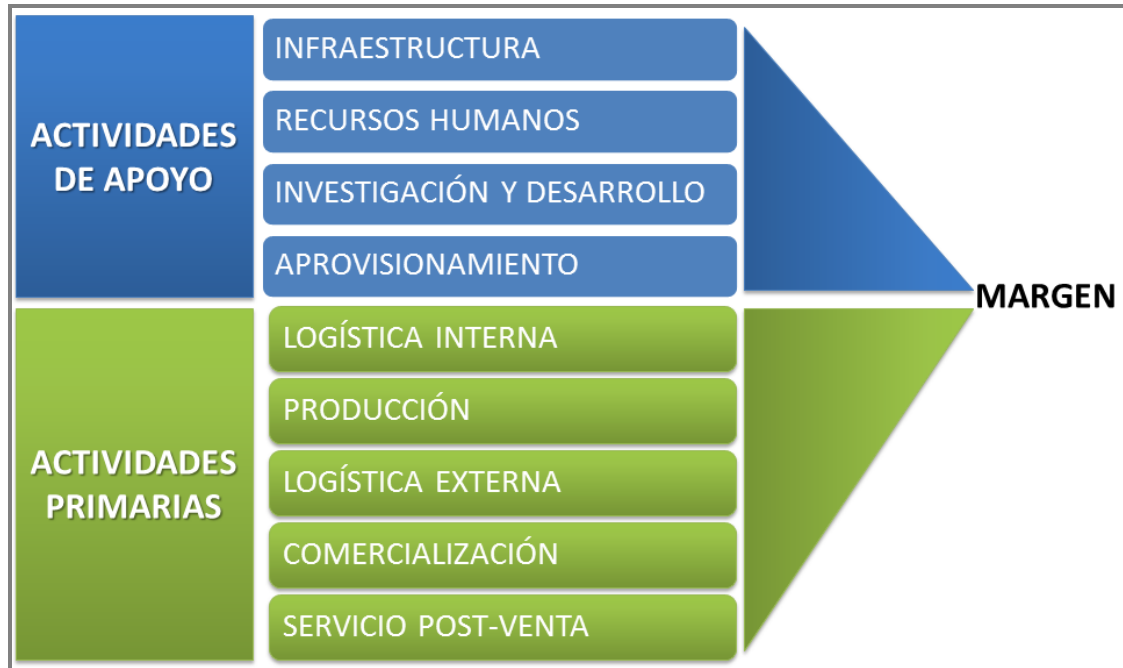 ACTIVIDADES
DE APOYO
INFRAESTRUCTURA
RECURSOS HUMANOS
INVESTIGACIÓN Y DESARROLLO
APROVISIONAMIENTO
ACTIVIDADES
PRIMARIAS
LOGÍSTICA INTERNA
PRODUCCIÓN
LOGÍSTICA EXTERNA
COMERCIALIZACIÓN
SERVICIO POST-VENTA
MARGEN